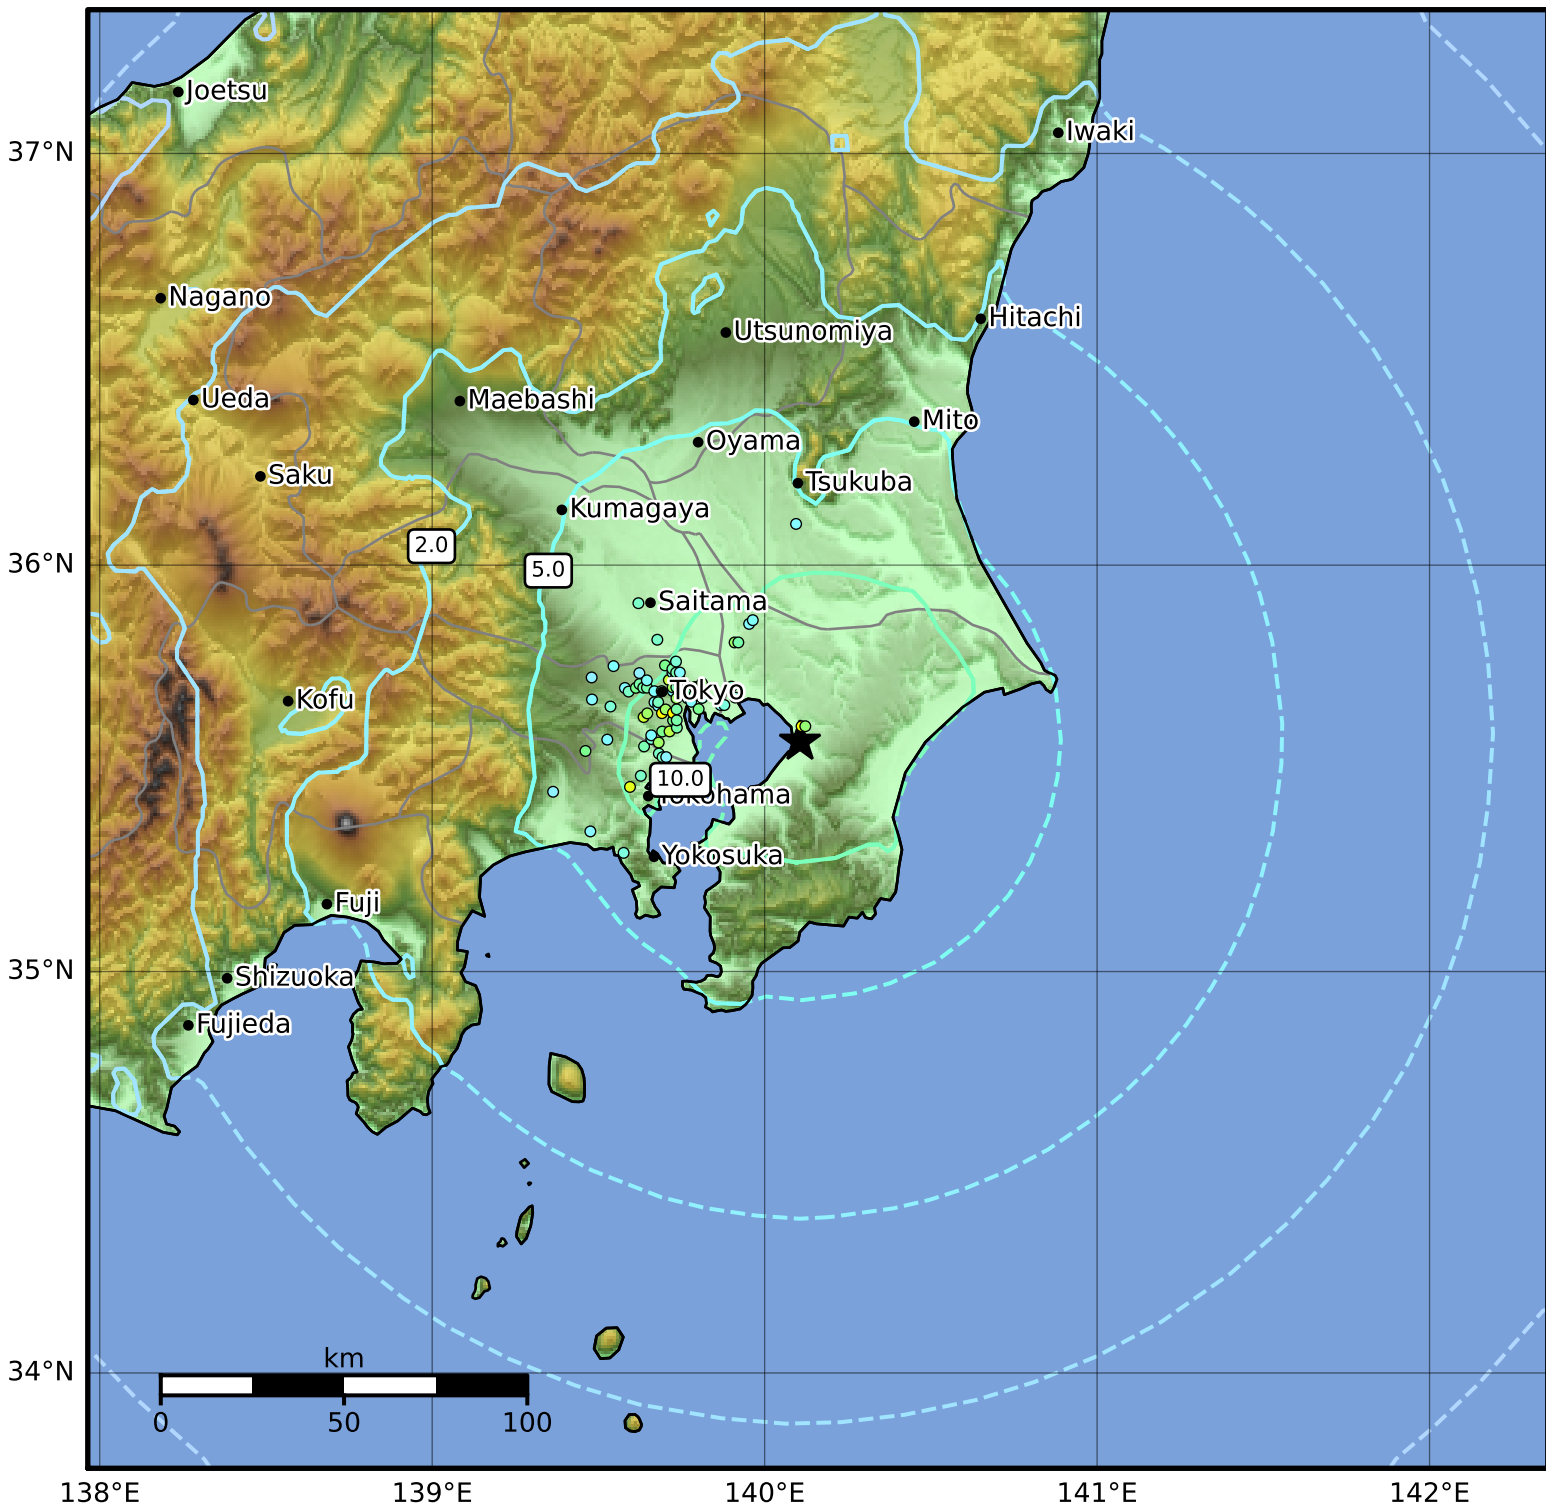 Joetsu
Iwaki
37°N
Nagano
Hitachi
Utsunomiya
Ueda
Maebashi
Mito
Oyama
Saku
Tsukuba
Kumagaya
2.0
36°N
5.0
Saitama
Tokyo
Kofu
10.0
Yokohama
Yokosuka
Fuji
35°N
Shizuoka
Fujieda
km
34°N
0 50 100
138°E 139°E 140°E 141°E 142°E